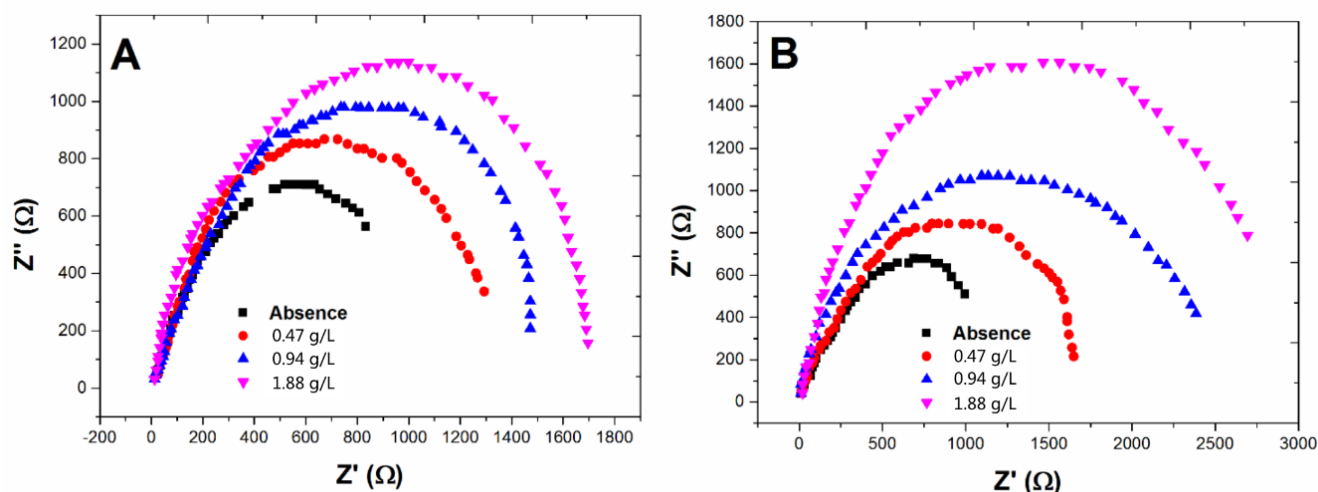 A
1200
1000
800
600
400
200
0
Z'' (Ω)
Absence
0.47 g/L
0.94 g/L
1.88 g/L
-200 0 200 400 600 800 1000 1200 1400 1600 1800
Z' (Ω)
B
1800
1600
1400
1200
1000
800
600
400
200
0
Z'' (Ω)
Absence
0.47 g/L
0.94 g/L
1.88 g/L
0 500 1000 1500 2000 2500 3000
Z' (Ω)